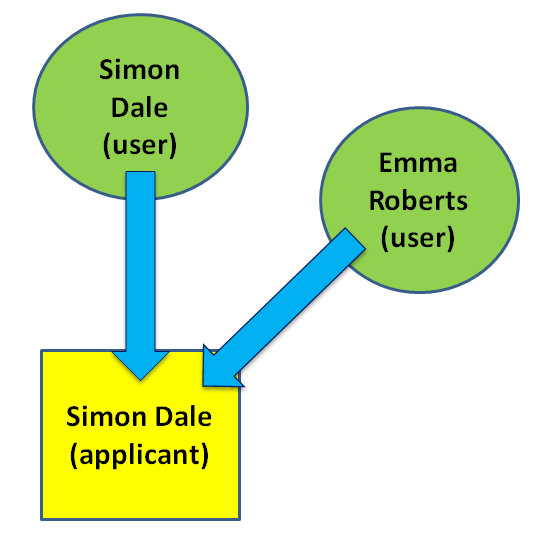 Simon
Dale
(user)
Emma
Roberts
(user)
Simon Dale
(applicant)